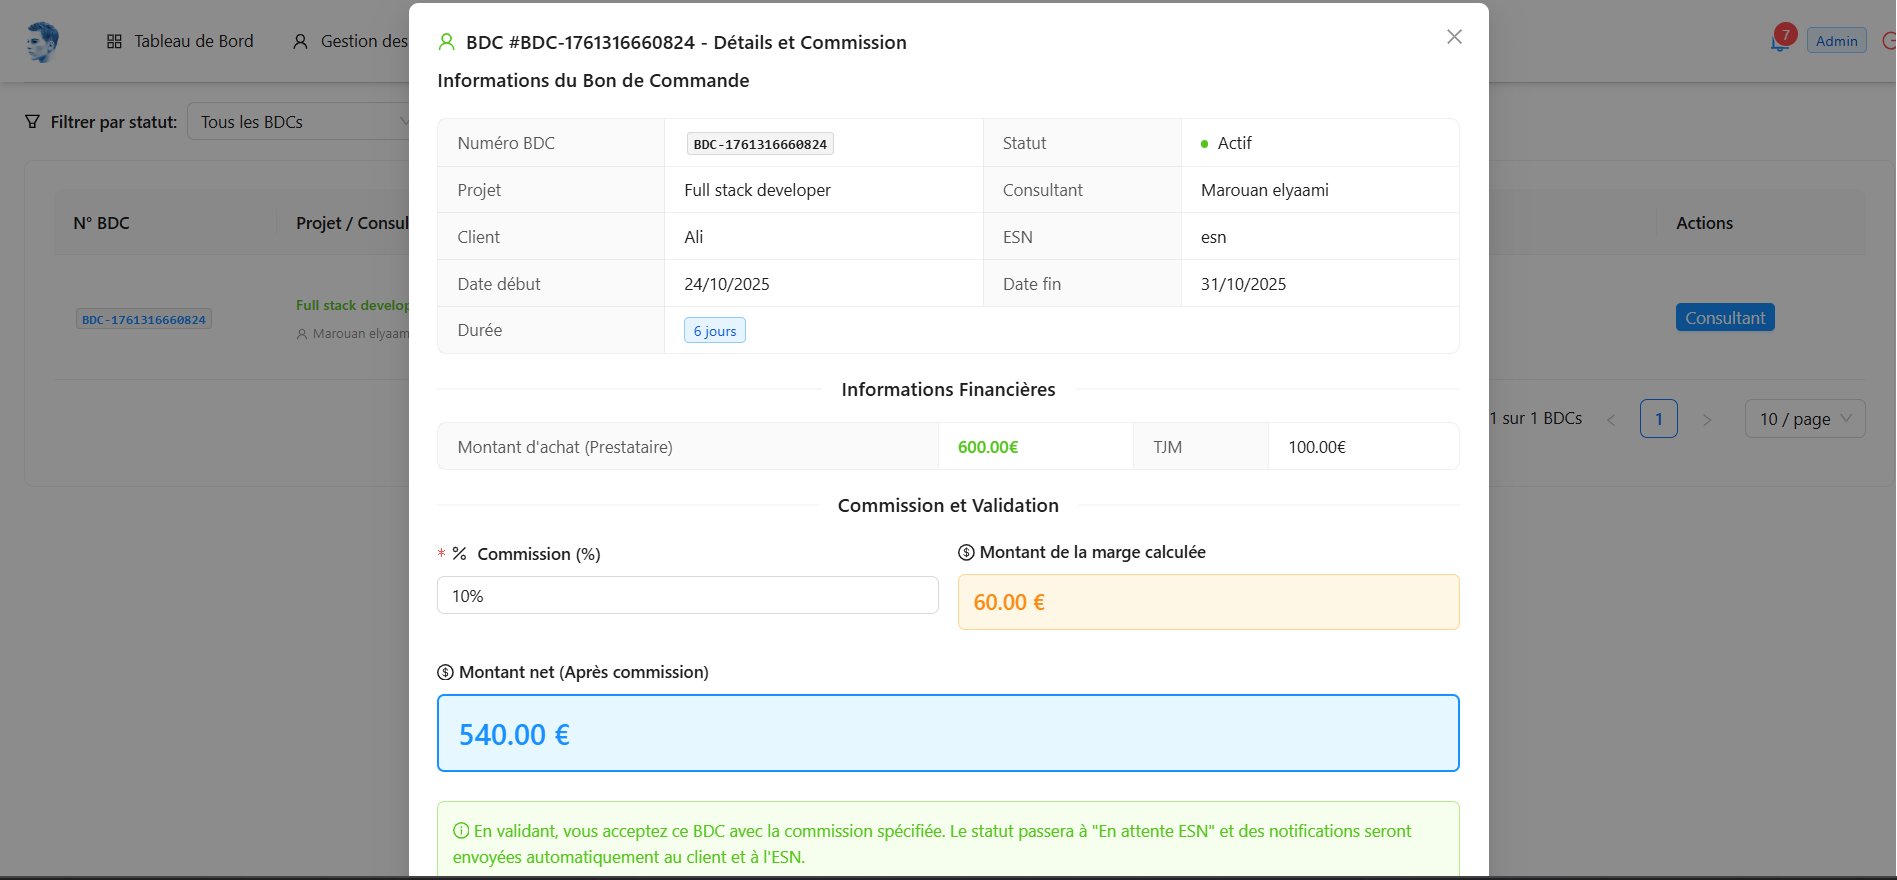 Tableau de Bord
Gestion des
7
Admin
Filtrer par statut:
Tous les BDCs
N° BDC
Projet / Consul
Actions
BDC-1761316660824
Full stack develop
Marouan elyaam
Consultant
1 sur 1 BDCs
1
10 / page
BDC #BDC-1761316660824 - Détails et Commission
Informations du Bon de Commande
Numéro BDC
BDC-1761316660824
Statut
Actif
Projet
Full stack developer
Consultant
Marouan elyaami
Client
Ali
ESN
esn
Date début
24/10/2025
Date fin
31/10/2025
Durée
6 jours
Informations Financières
Montant d'achat (Prestataire)
600.00€
TJM
100.00€
Commission et Validation
* % Commission (%)
10%
Montant de la marge calculée
60.00 €
Montant net (Après commission)
540.00 €
En validant, vous acceptez ce BDC avec la commission spécifiée. Le statut passera à "En attente ESN" et des notifications seront
envoyées automatiquement au client et à l'ESN.